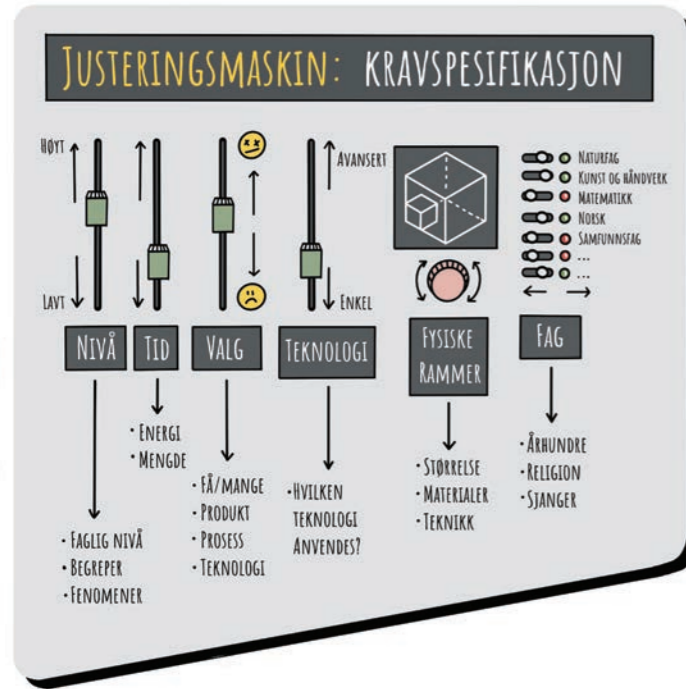 JUSTERINGSMASKIN: KRAVSPESIFIKASJON
HØYT
LAVT
AVANSERT
ENKEL
NATURFAG
KUNST OG HÅNDVERK
MATEMATIKK
NORSK
SAMFUNNSFAG
...
...
NIVÅ
TID
VALG
TEKNOLOGI
FYSISKE
RAMMER
FAG
• FAGLIG NIVÅ
• BEGREPER
• FENOMENER
• ENERGI
• MENGDE
• FÅ/MANGE
• PRODUKT
• PROSESS
• TEKNOLOGI
• HVILKEN
TEKNOLOGI
ANVENDES?
• STØRRELSE
• MATERIALER
• TEKNIKK
• ÅRHUNDRE
• RELIGION
• SJANGER